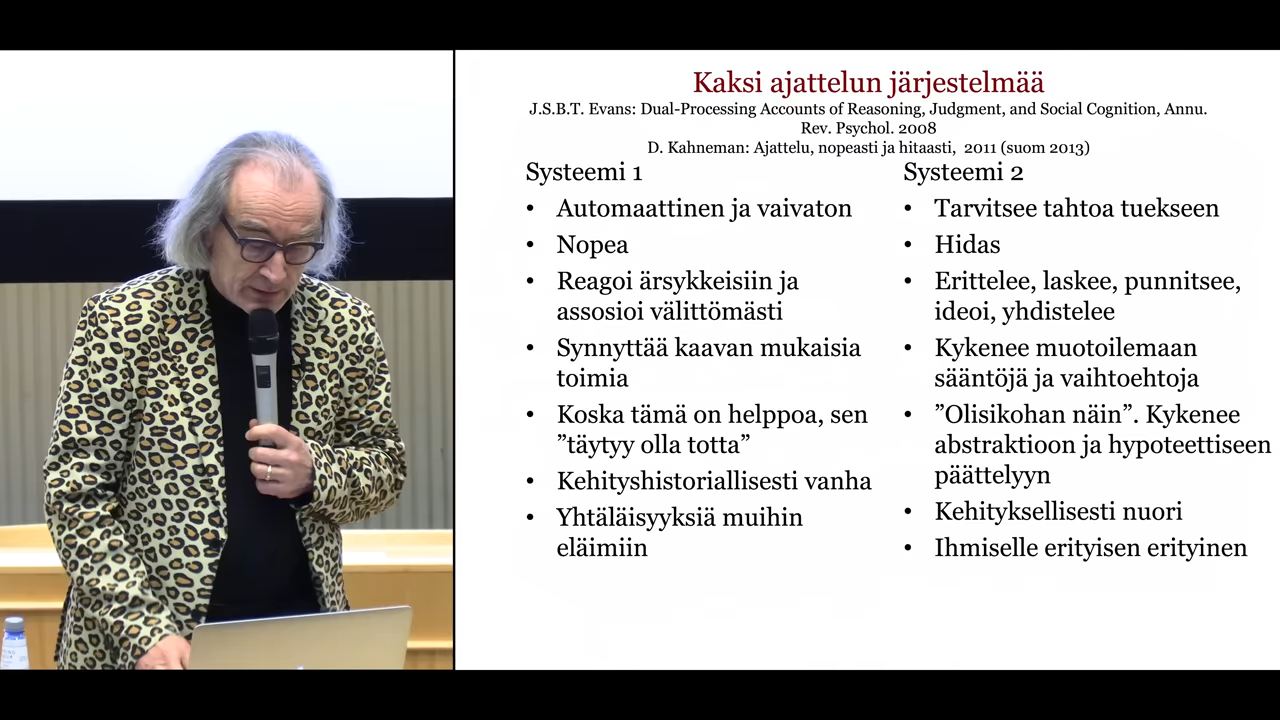 Kaksi ajattelun järjestelmää
J.S.B.T. Evans: Dual-Processing Accounts of Reasoning, Judgment, and Social Cognition, Annu.
Rev. Psychol. 2008
D. Kahneman: Ajattelu, nopeasti ja hitaasti, 2011 (suom 2013)
Systeemi 1
• Automaattinen ja vaivaton
• Nopea
• Reagoi ärsykkeisiin ja
assosioi välittömästi
• Synnyttää kaavan mukaisia
toimia
• Koska tämä on helppoa, sen
”täytyy olla totta”
• Kehityshistoriallisesti vanha
• Yhtäläisyyksiä muihin
eläimiin
Systeemi 2
• Tarvitsee tahtoa tuekseen
• Hidas
• Erittelee, laskee, punnitsee,
ideoi, yhdistelee
• Kykenee muotoilemaan
sääntöjä ja vaihtoehtoja
• ”Olisikohan näin”. Kykenee
abstraktioon ja hypoteettiseen
päättelyyn
• Kehityksellisesti nuori
• Ihmiselle erityisen erityinen